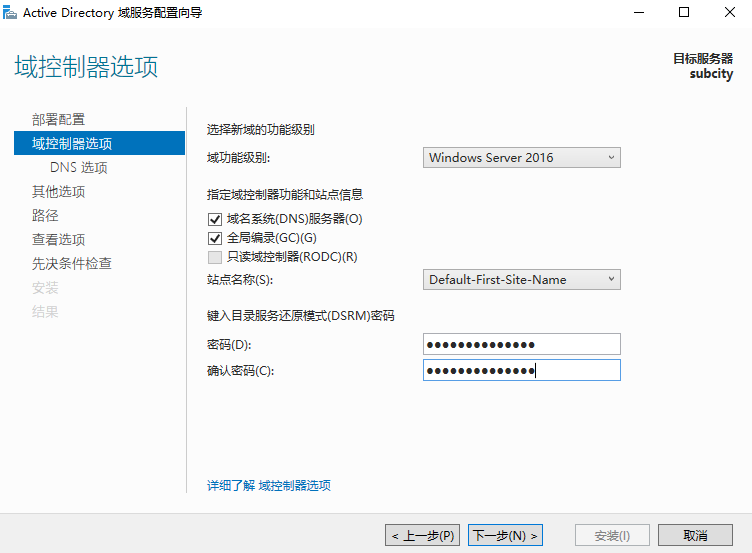 Active Directory 域服务配置向导
域控制器选项
目标服务器
subcity
部署配置
域控制器选项
DNS 选项
其他选项
路径
查看选项
先决条件检查
安装
结果
选择新域的功能级别
域功能级别: Windows Server 2016
指定域控制器功能和站点信息
域名系统(DNS)服务器(O)
全局编录(GC)(G)
只读域控制器(RODC)(R)
站点名称(S): Default-First-Site-Name
键入目录服务还原模式(DSRM)密码
密码(D): ●●●●●●●●●●●●●●
确认密码(C): ●●●●●●●●●●●●●●
详细了解 域控制器选项
< 上一步(P) 下一步(N) > 安装(I) 取消